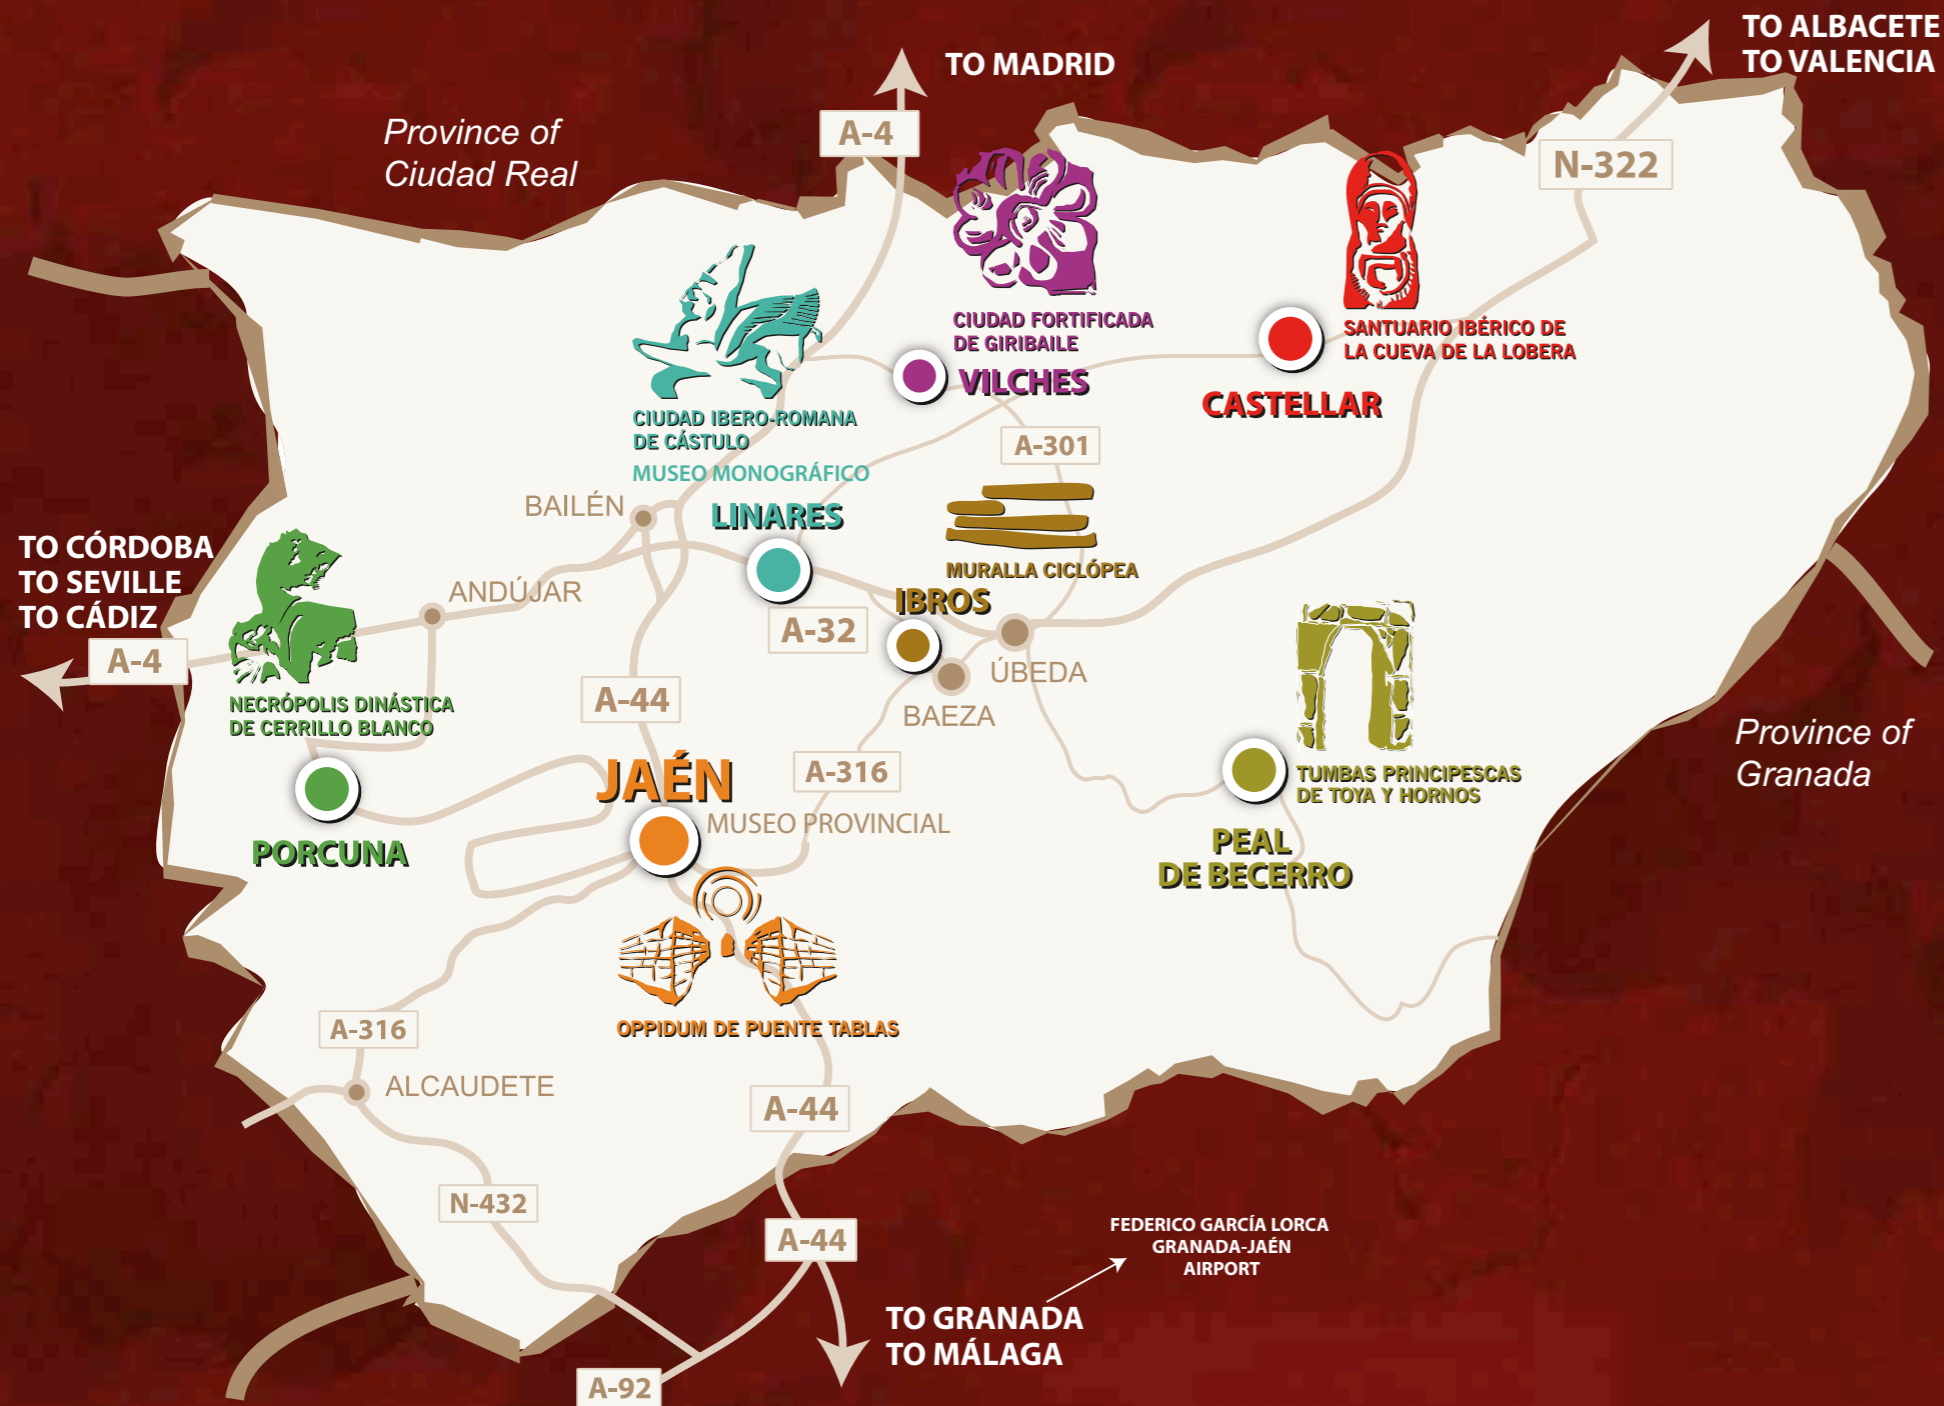 TO ALBACETE
TO VALENCIA
TO MADRID
Province of
Ciudad Real
A-4
N-322
CIUDAD FORTIFICADA
DE GIRIBAILE
VILCHES
SANTUARIO IBÉRICO DE
LA CUEVA DE LA LOBERA
CASTELLAR
CIUDAD IBERO-ROMANA
DE CÁSTULO
MUSEO MONOGRÁFICO
LINARES
A-301
BAILÉN
TO CÓRDOBA
TO SEVILLE
TO CÁDIZ
A-4
ANDÚJAR
MURALLA CICLÓPEA
IBROS
A-32
ÚBEDA
BAEZA
NECRÓPOLIS DINÁSTICA
DE CERRILLO BLANCO
PORCUNA
A-44
JAÉN
MUSEO PROVINCIAL
A-316
TUMBAS PRINCIPESCAS
DE TOYA Y HORNOS
PEAL
DE BECERRO
Province of
Granada
OPPIDUM DE PUENTE TABLAS
A-316
ALCAUDETE
A-44
N-432
A-44
FEDERICO GARCÍA LORCA
GRANADA-JAÉN
AIRPORT
TO GRANADA
TO MÁLAGA
A-92